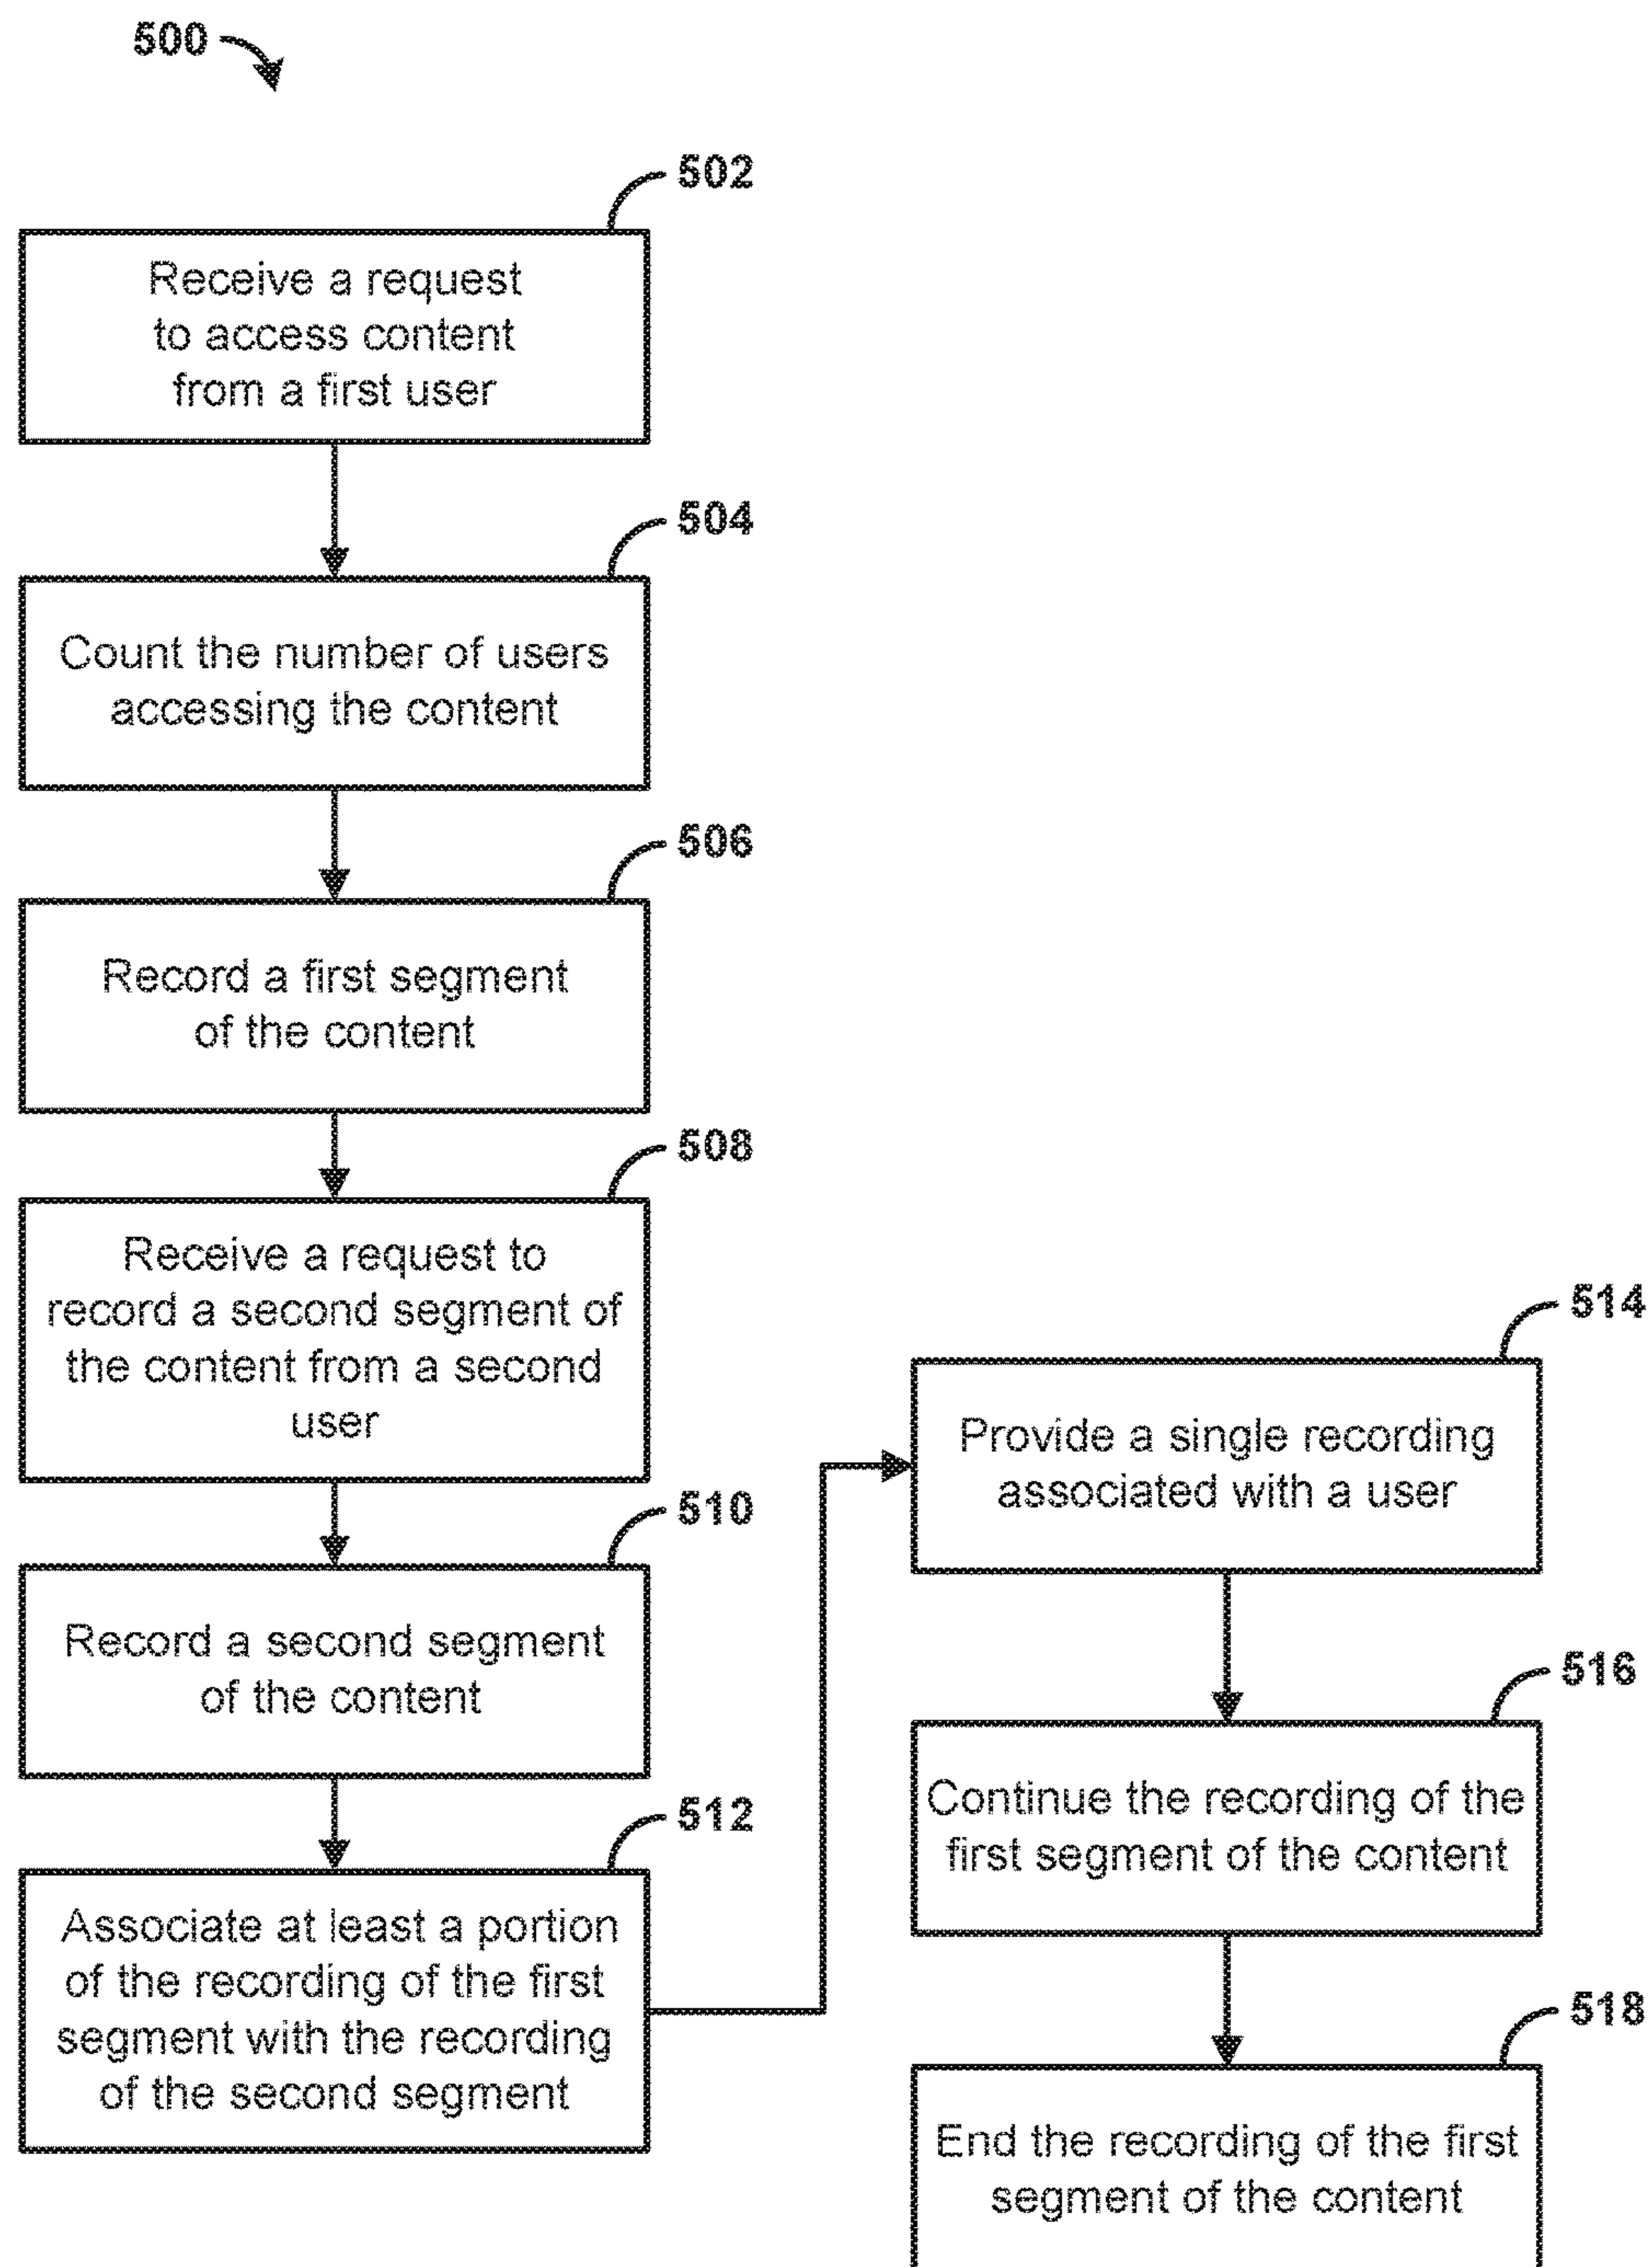 500
502
Receive a request
to access content
from a first user
504
Count the number of users
accessing the content
506
Record a first segment
of the content
508
Receive a request to
record a second segment of
the content from a second
user
510
Record a second segment
of the content
512
Associate at least a portion
of the recording of the first
segment with the recording
of the second segment
514
Provide a single recording
associated with a user
516
Continue the recording of the
first segment of the content
518
End the recording of the first
segment of the content